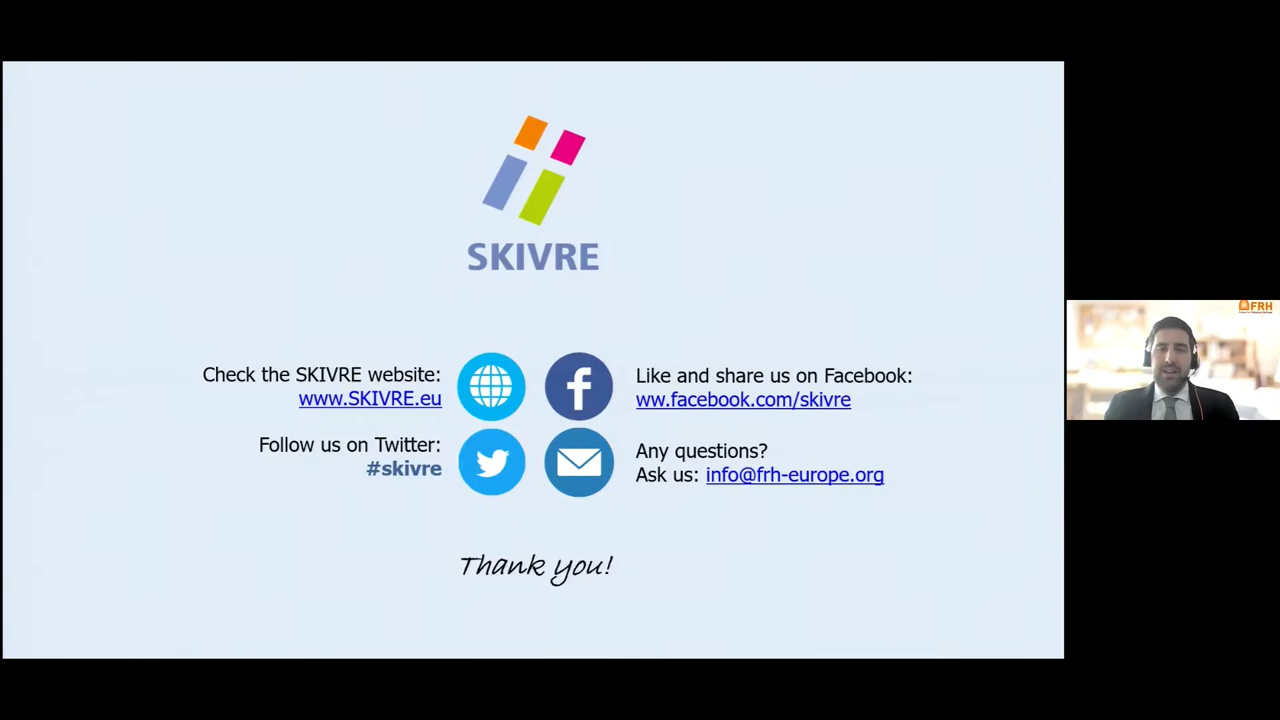 SKIVRE
Check the SKIVRE website:
www.SKIVRE.eu
Follow us on Twitter:
#skivre
Like and share us on Facebook:
ww.facebook.com/skivre
Any questions?
Ask us: info@frh-europe.org
Thank you!
FRH